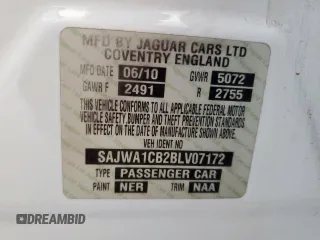 MFD BY JAGUAR CARS LTD
COVENTRY ENGLAND
MFD DATE 06/10 GVWR 5072
GAWR F 2491 R 2755
THIS VEHICLE CONFORMS TO ALL APPLICABLE FEDERAL MOTOR
VEHICLE SAFETY, BUMPER AND THEFT PREVENTION STANDARDS
IN EFFECT ON THE DATE OF MANUFACTURE SHOWN ABOVE
VEHICLE IDENT NO
SAJWA1CB2BLV07172
TYPE PASSENGER CAR
PAINT NER TRIM NAA
DREAMBID